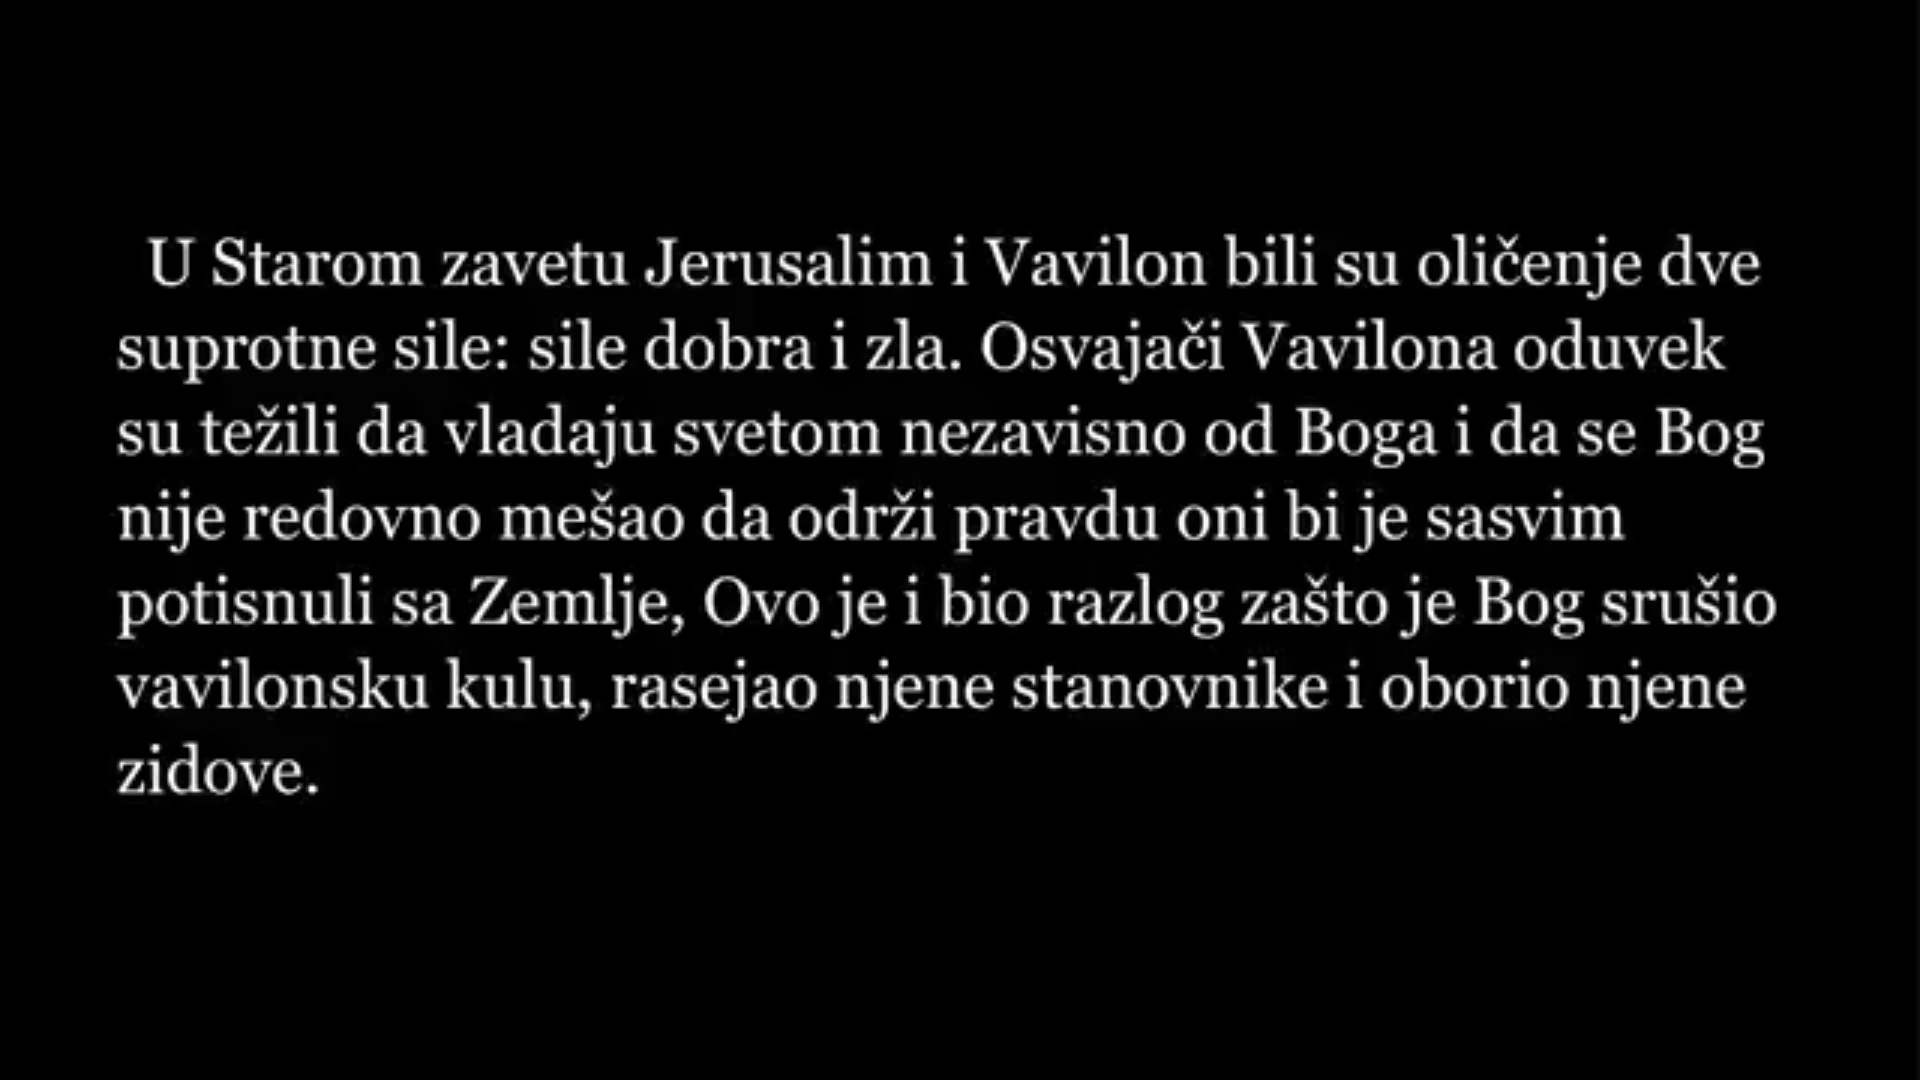 U Starom zavetu Jerusalim i Vavilon bili su oličenje dve
suprotne sile: sile dobra i zla. Osvajači Vavilona oduvek
su težili da vladaju svetom nezavisno od Boga i da se Bog
nije redovno mešao da održi pravdu oni bi je sasvim
potisnuli sa Zemlje, Ovo je i bio razlog zašto je Bog srušio
vavilonsku kulu, rasejao njene stanovnike i oborio njene
zidove.